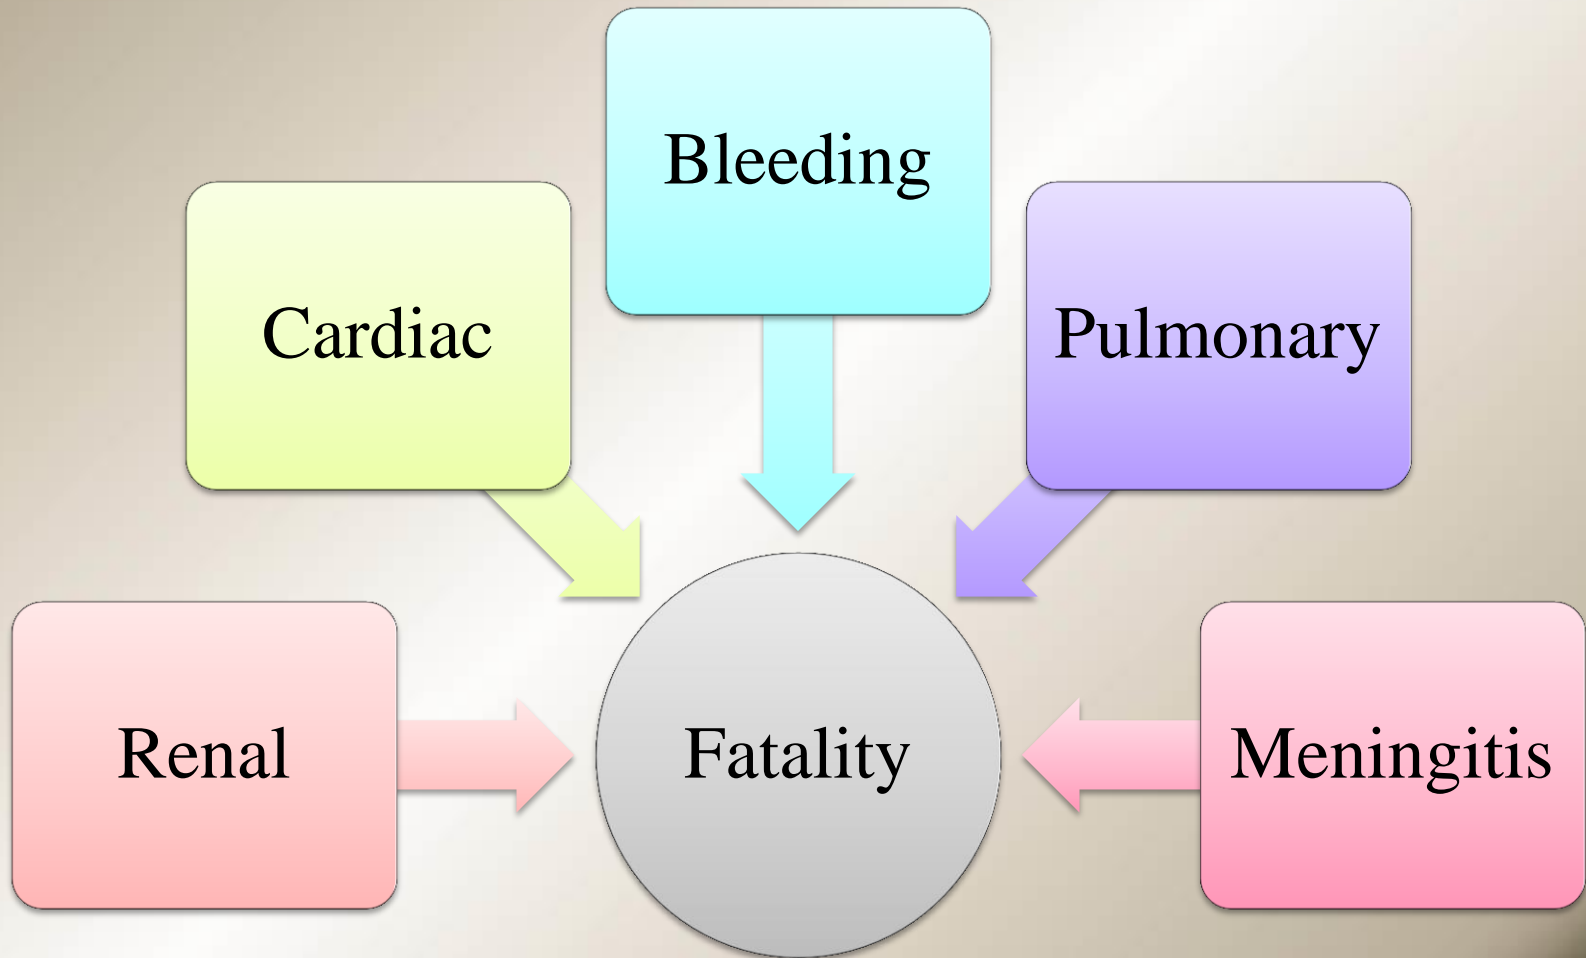 Bleeding
Cardiac
Pulmonary
Renal
Fatality
Meningitis